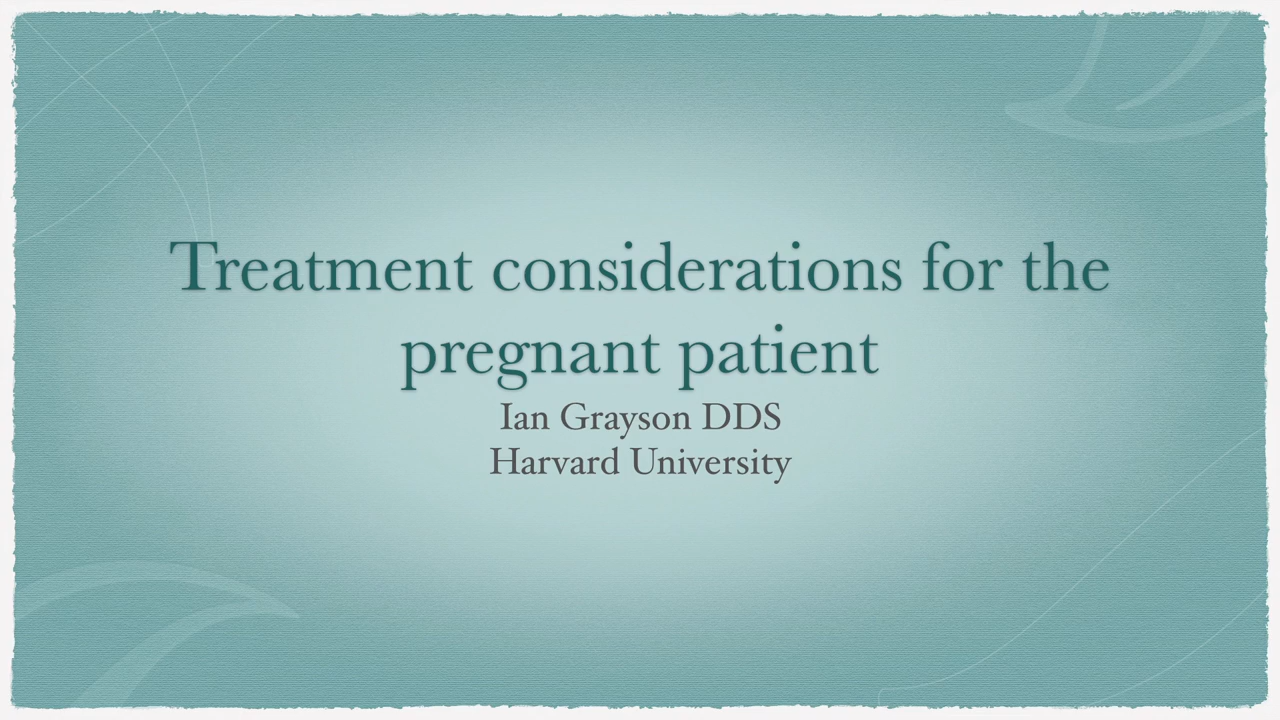 Treatment considerations for the
pregnant patient
Ian Grayson DDS
Harvard University